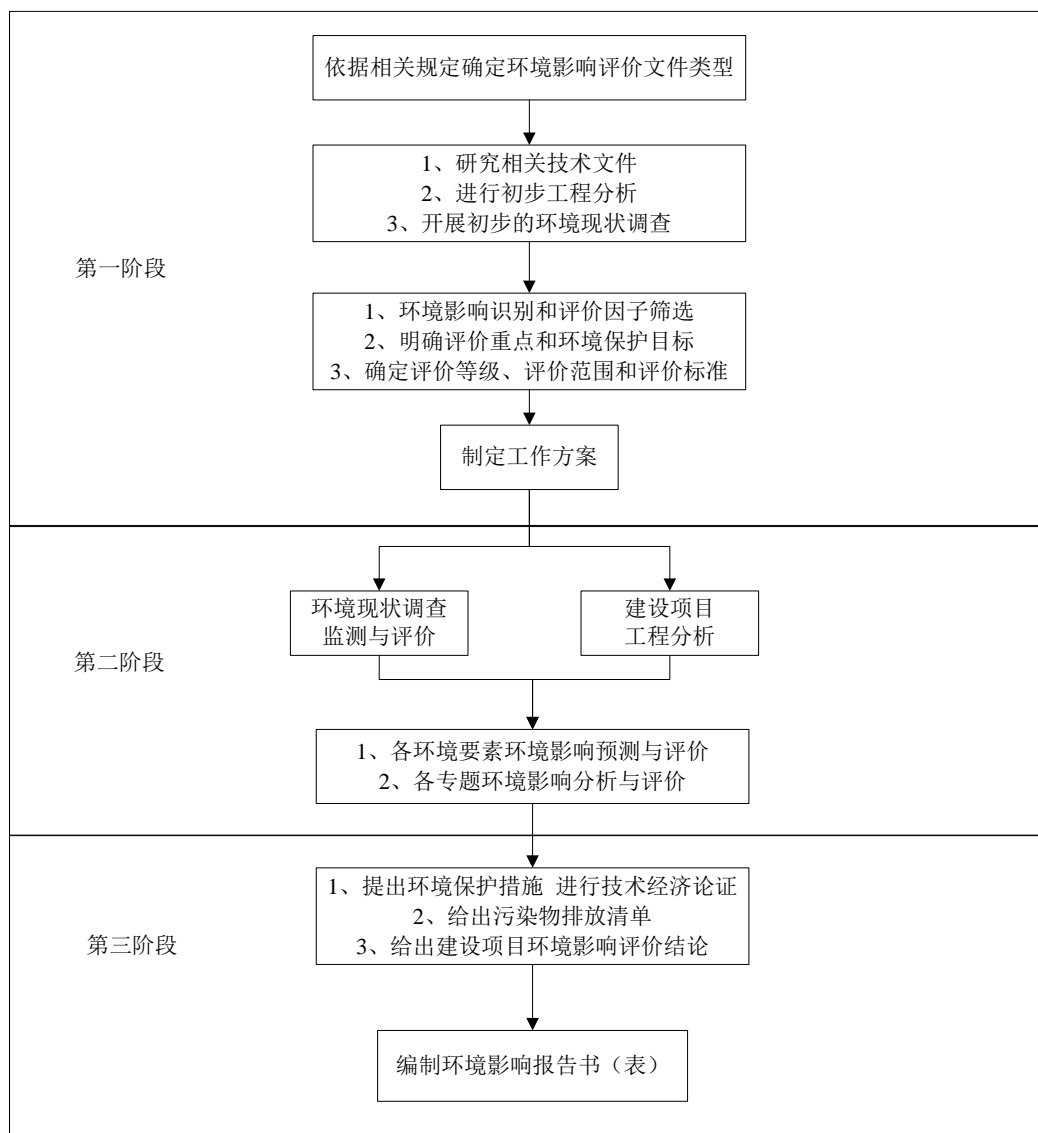 依据相关规定确定环境影响评价文件类型
1、研究相关技术文件
2、进行初步工程分析
3、开展初步的环境现状调查
第一阶段
1、环境影响识别和评价因子筛选
2、明确评价重点和环境保护目标
3、确定评价等级、评价范围和评价标准
制定工作方案
环境现状调查
监测与评价
建设项目
工程分析
第二阶段
1、各环境要素环境影响预测与评价
2、各专题环境影响分析与评价
1、提出环境保护措施 进行技术经济论证
2、给出污染物排放清单
3、给出建设项目环境影响评价结论
第三阶段
编制环境影响报告书（表）